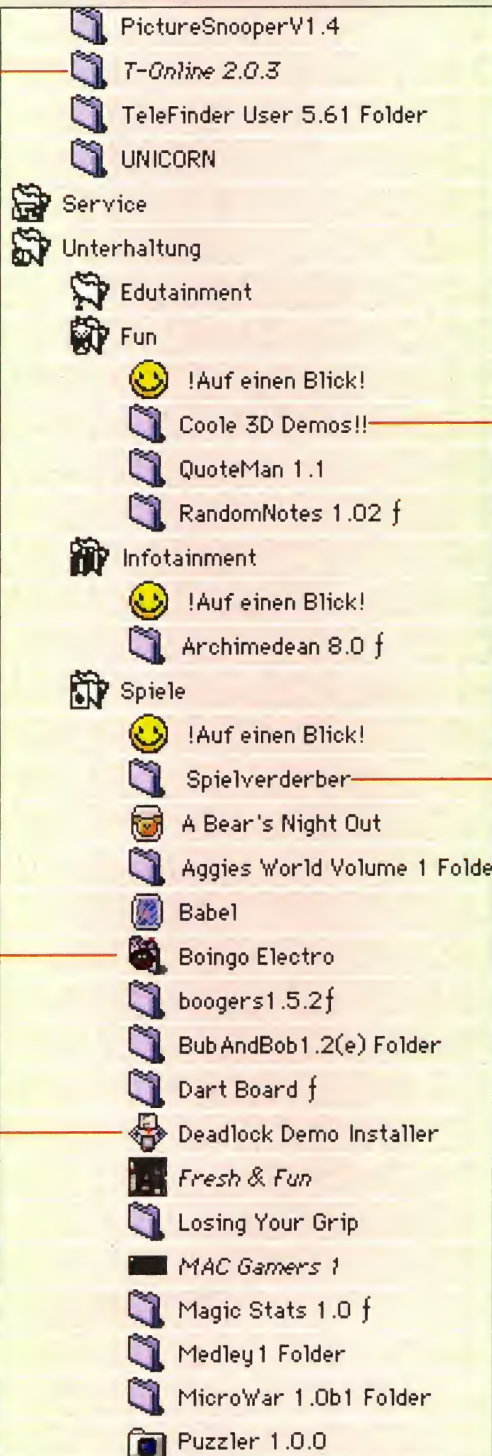 PictureSnooperV1.4
T-Online 2.0.3
TeleFinder User 5.61 Folder
UNICORN
Service
Unterhaltung
Edutainment
Fun
!Auf einen Blick!
Coole 3D Demos!!
QuoteMan 1.1
RandomNotes 1.02 ƒ
Infotainment
!Auf einen Blick!
Archimedean 8.0 ƒ
Spiele
!Auf einen Blick!
Spielverderber
A Bear's Night Out
Aggies World Volume 1 Folde
Babel
Boingo Electro
boogers1.5.2ƒ
BubAndBob1.2(e) Folder
Dart Board ƒ
Deadlock Demo Installer
Fresh & Fun
Losing Your Grip
MAC Gamers 1
Magic Stats 1.0 ƒ
Medley1 Folder
MicroWar 1.0b1 Folder
Puzzler 1.0.0